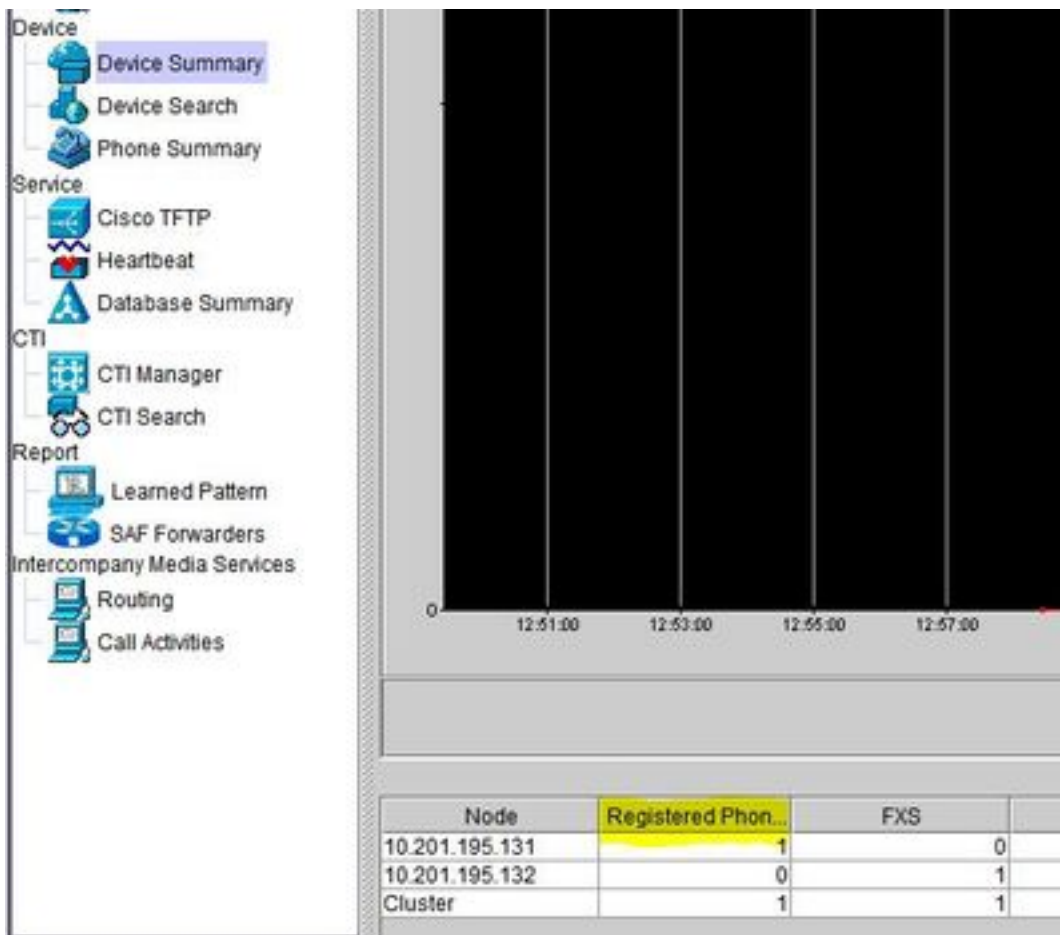 Device
Device Summary
Device Search
Phone Summary
Service
Cisco TFTP
Heartbeat
Database Summary
CTI
CTI Manager
CTI Search
Report
Learned Pattern
SAF Forwarders
Intercompany Media Services
Routing
Call Activities
0
12:51:00 12:53:00 12:55:00 12:57:00
Node Registered Phon... FXS
10.201.195.131 1 0
10.201.195.132 0 1
Cluster 1 1